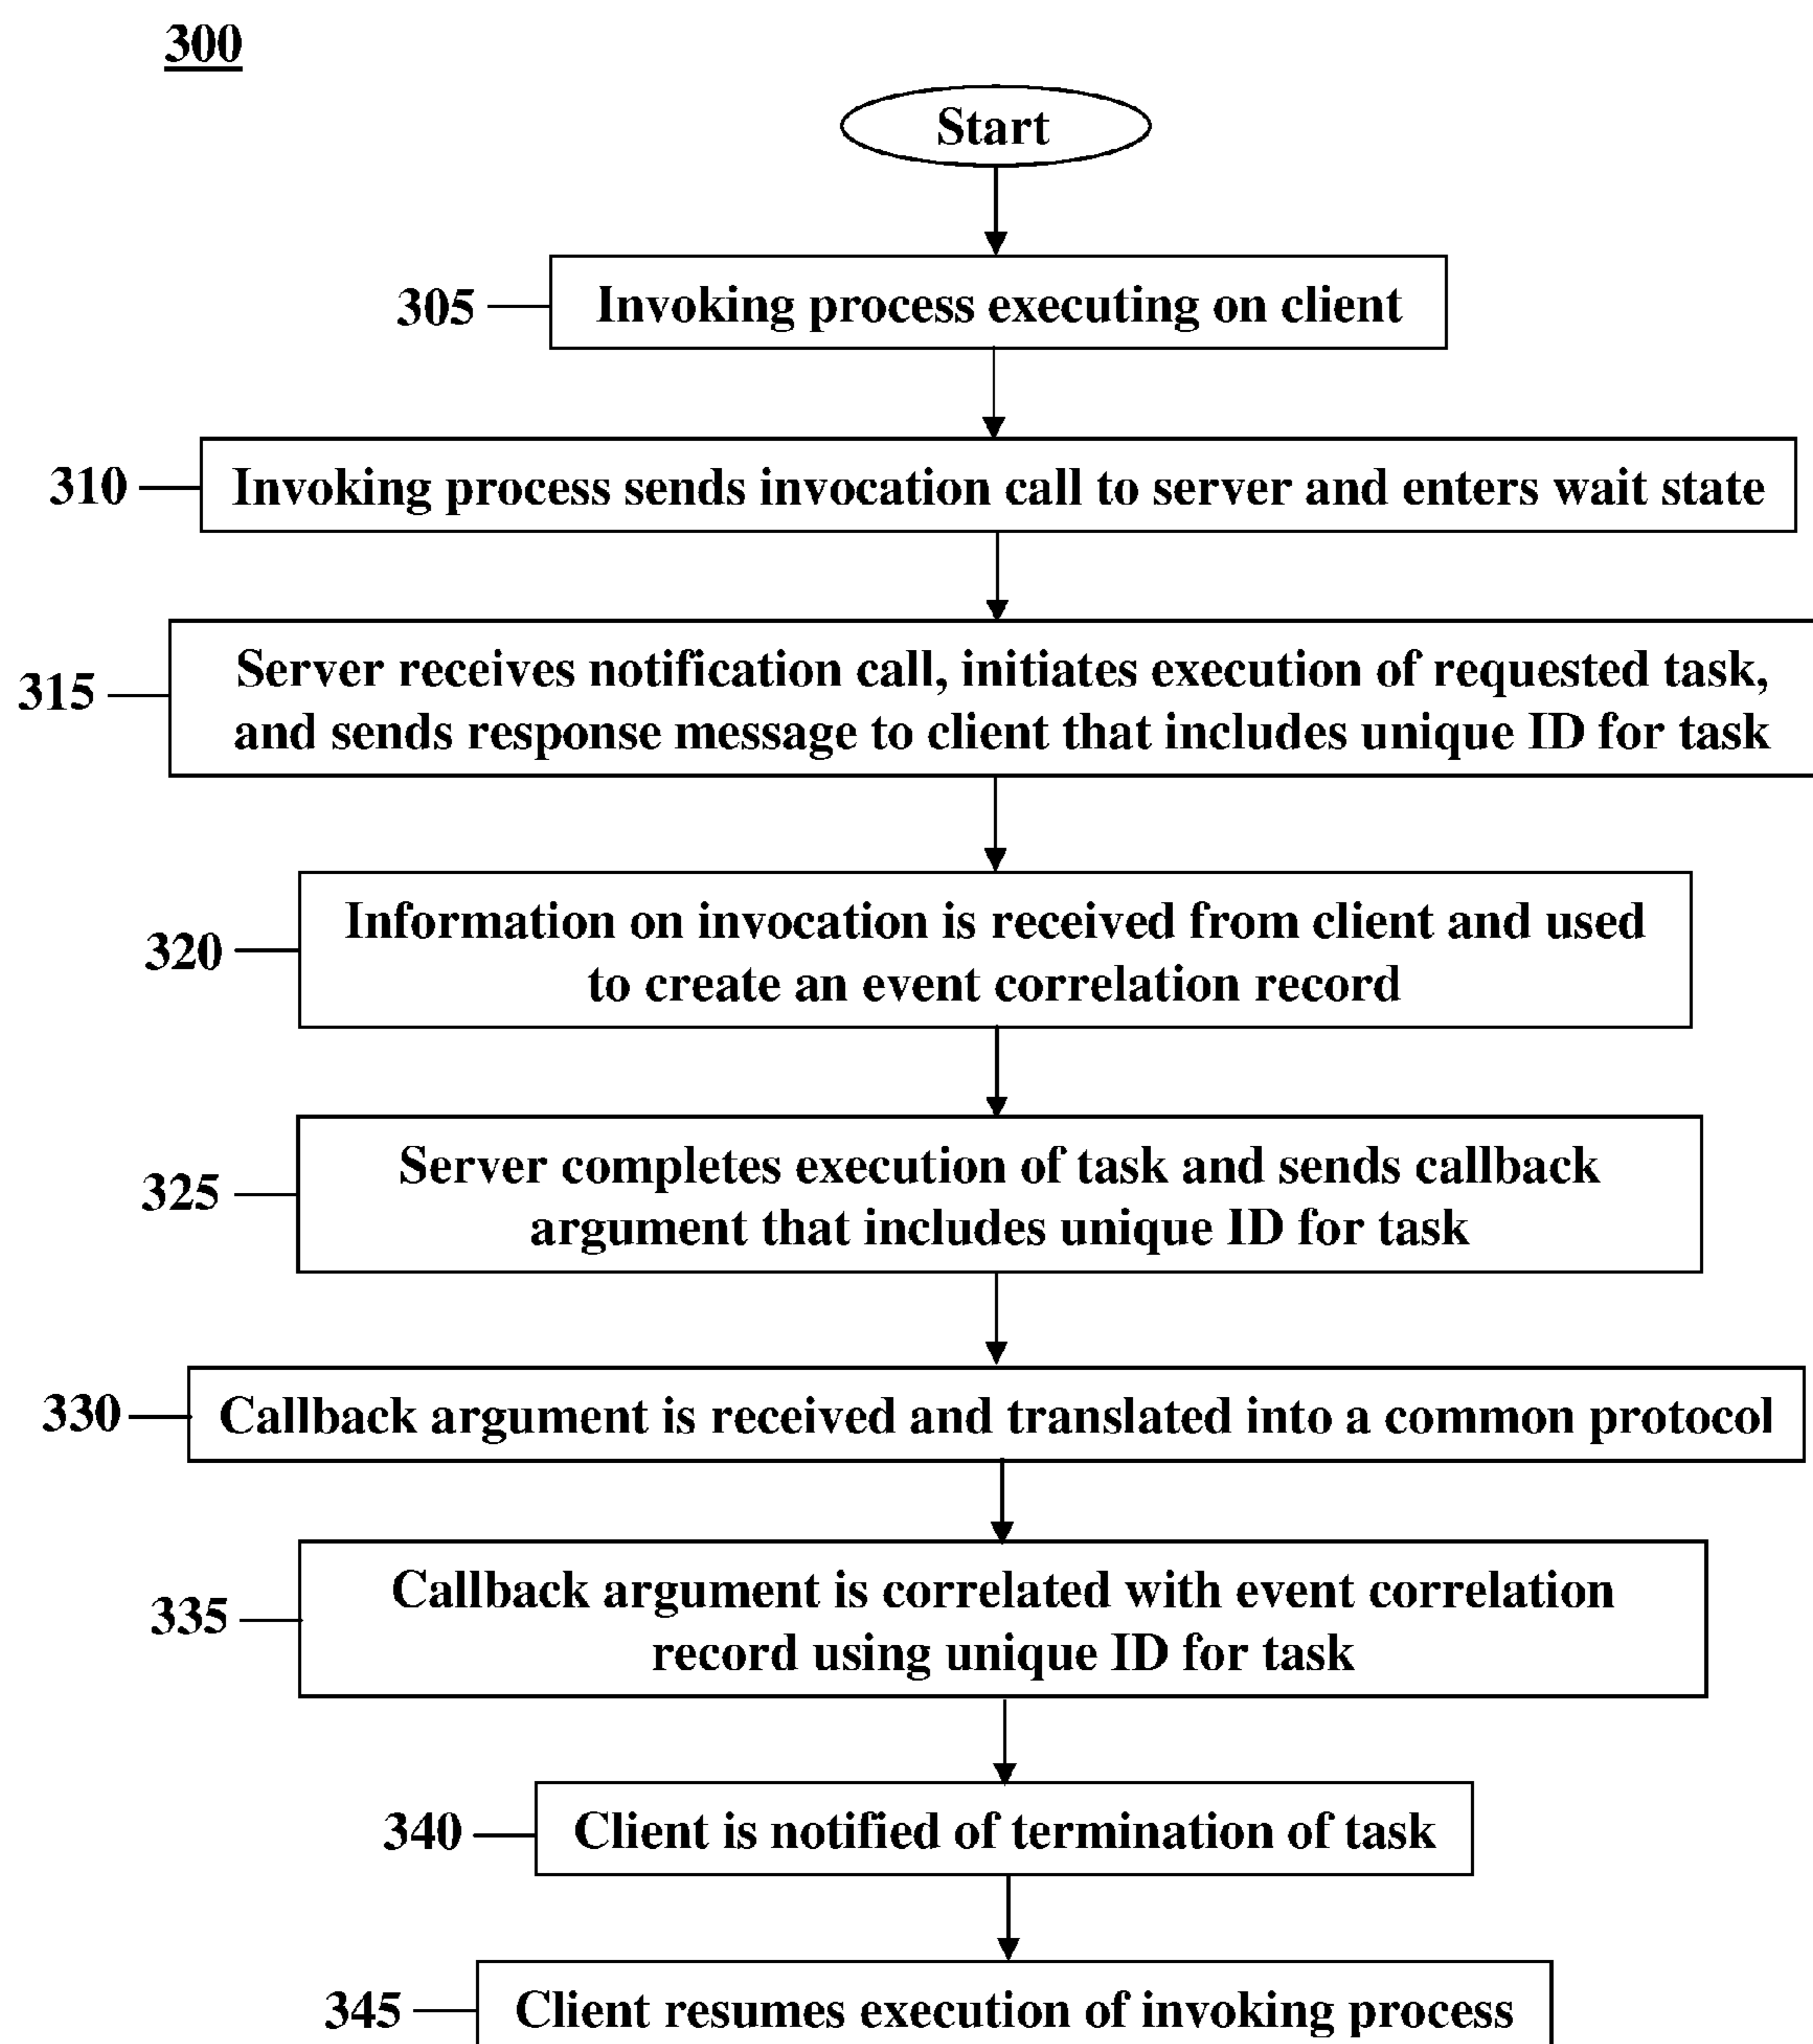 300
Start
305
Invoking process executing on client
310
Invoking process sends invocation call to server and enters wait state
315
Server receives notification call, initiates execution of requested task,
and sends response message to client that includes unique ID for task
320
Information on invocation is received from client and used
to create an event correlation record
325
Server completes execution of task and sends callback
argument that includes unique ID for task
330
Callback argument is received and translated into a common protocol
335
Callback argument is correlated with event correlation
record using unique ID for task
340
Client is notified of termination of task
345
Client resumes execution of invoking process